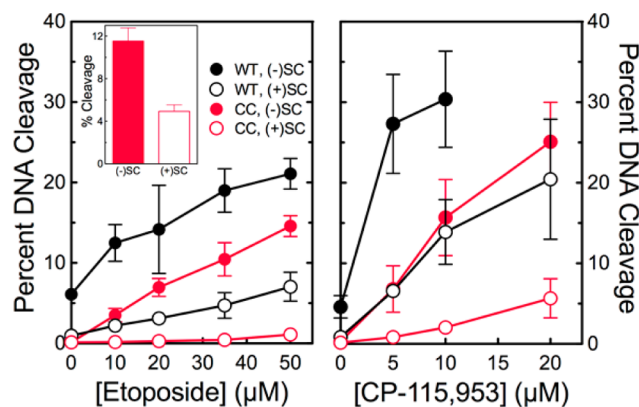 Percent DNA Cleavage
40
30
20
10
0
% Cleavage
12
8
4
0
(-)SC
(+)SC
WT, (-)SC
WT, (+)SC
CC, (-)SC
CC, (+)SC
0 10 20 30 40 50
[Etoposide] (µM)
0 5 10 15 20
[CP-115,953] (µM)
40
30
20
10
0
Percent DNA Cleavage